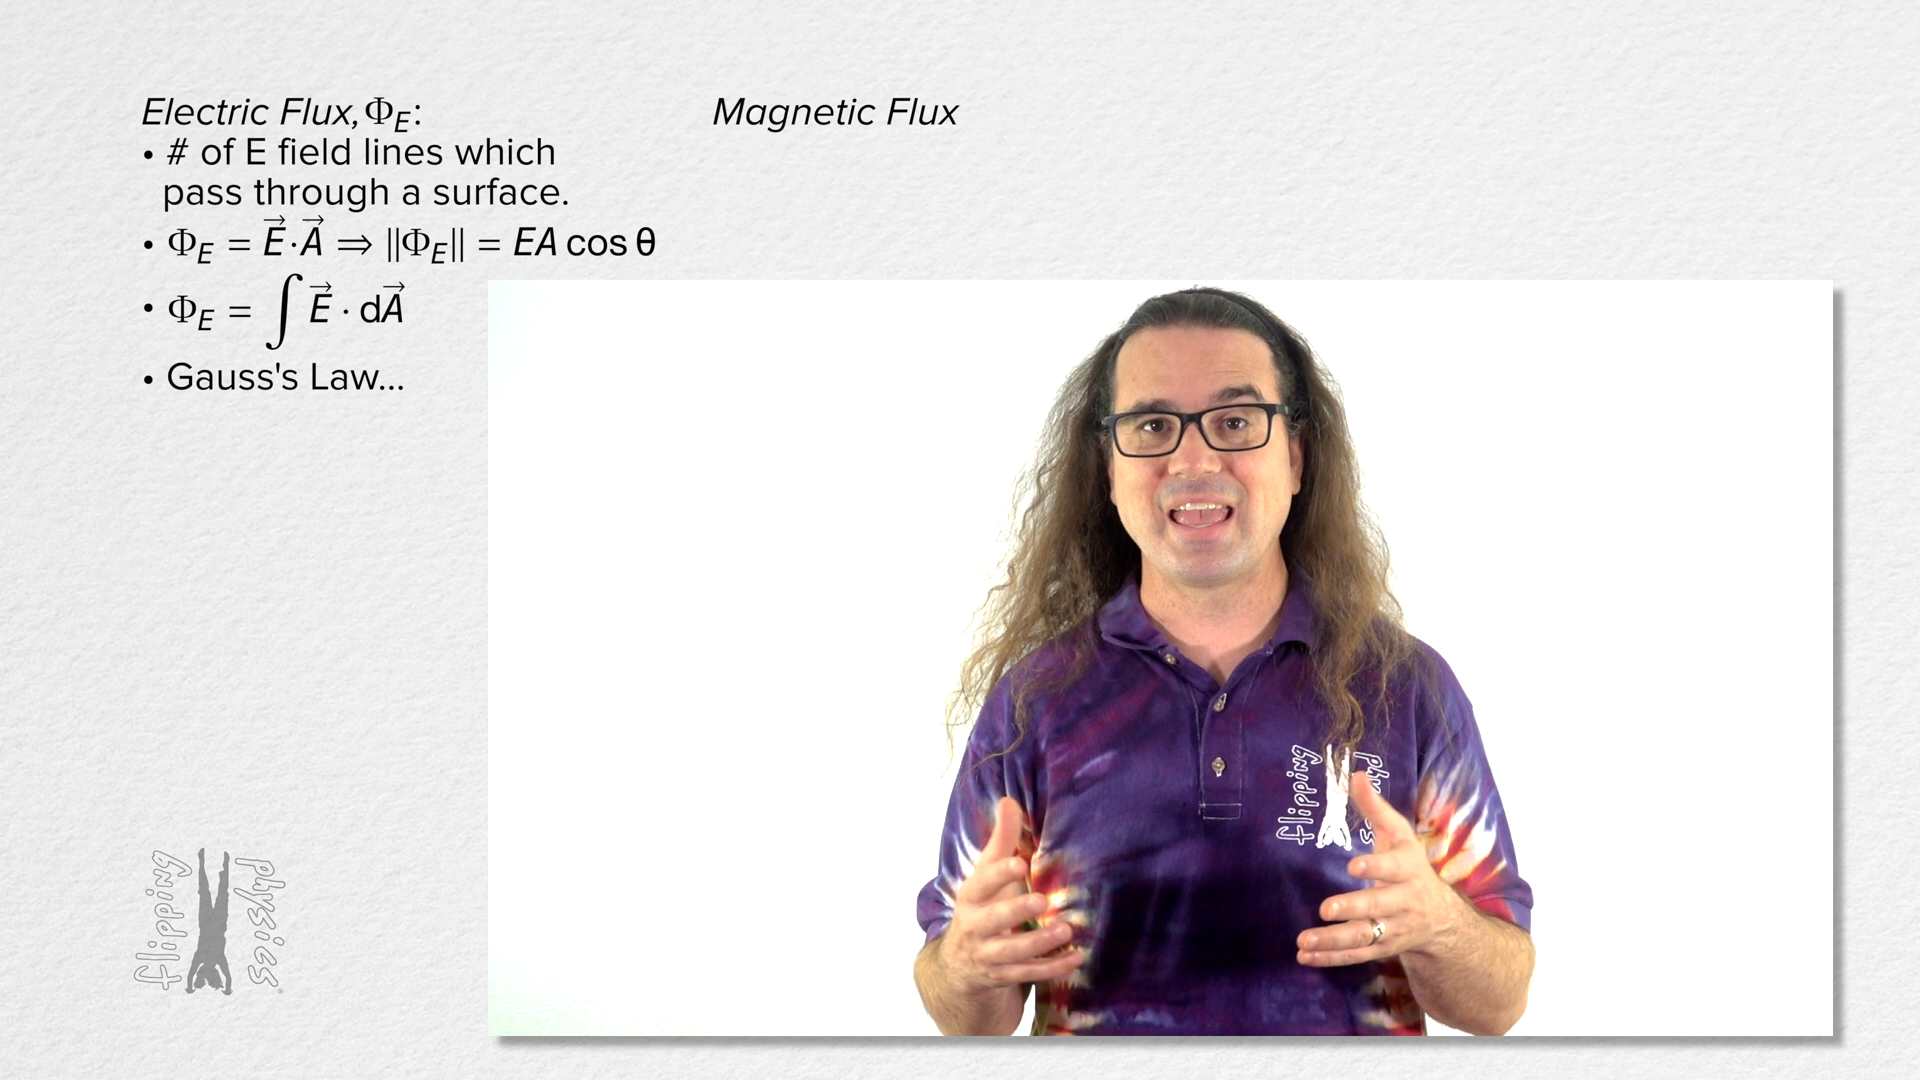 Electric Flux, Φ_E:
• # of E field lines which
pass through a surface.
• Φ_E = E⃗ · A⃗ ⇒ ‖Φ_E‖ = EA cos θ
• Φ_E = ∫ E⃗ · dA⃗
• Gauss's Law...
Magnetic Flux
flipping
physics
flipping